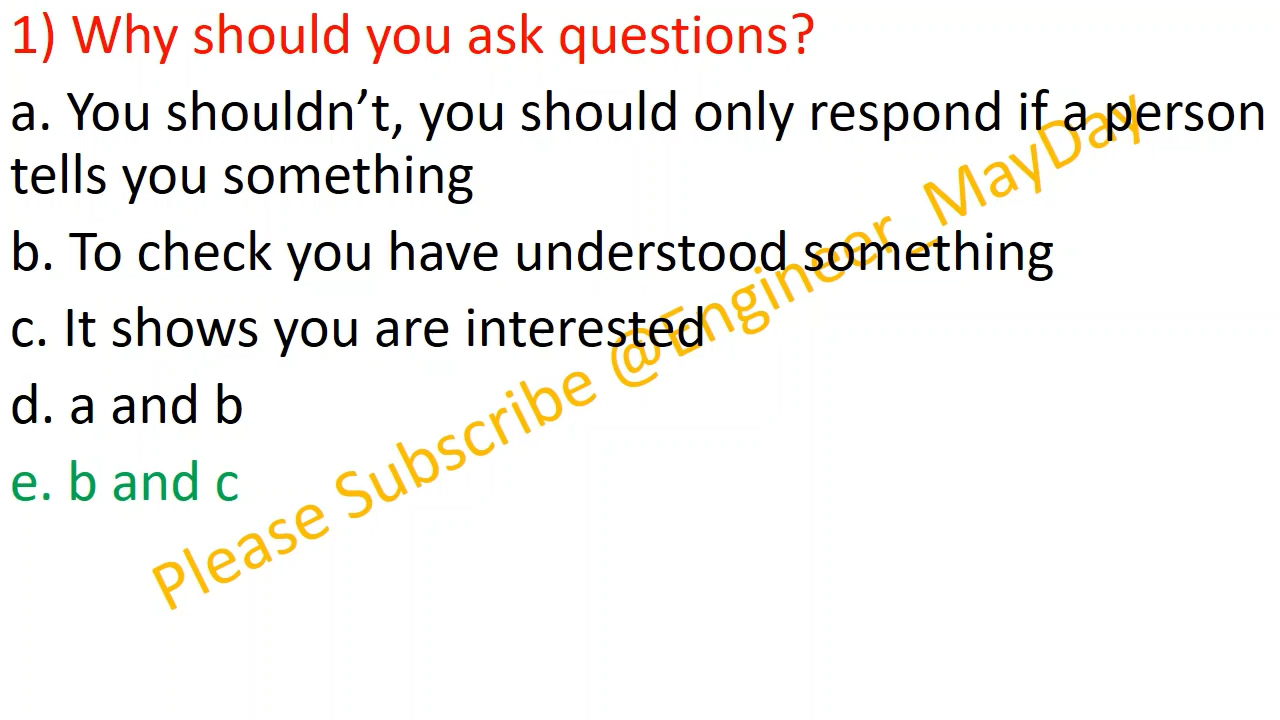 1) Why should you ask questions?
a. You shouldn’t, you should only respond if a person
tells you something
b. To check you have understood something
c. It shows you are interested
d. a and b
e. b and c
Please Subscribe @Engineer_MayDay